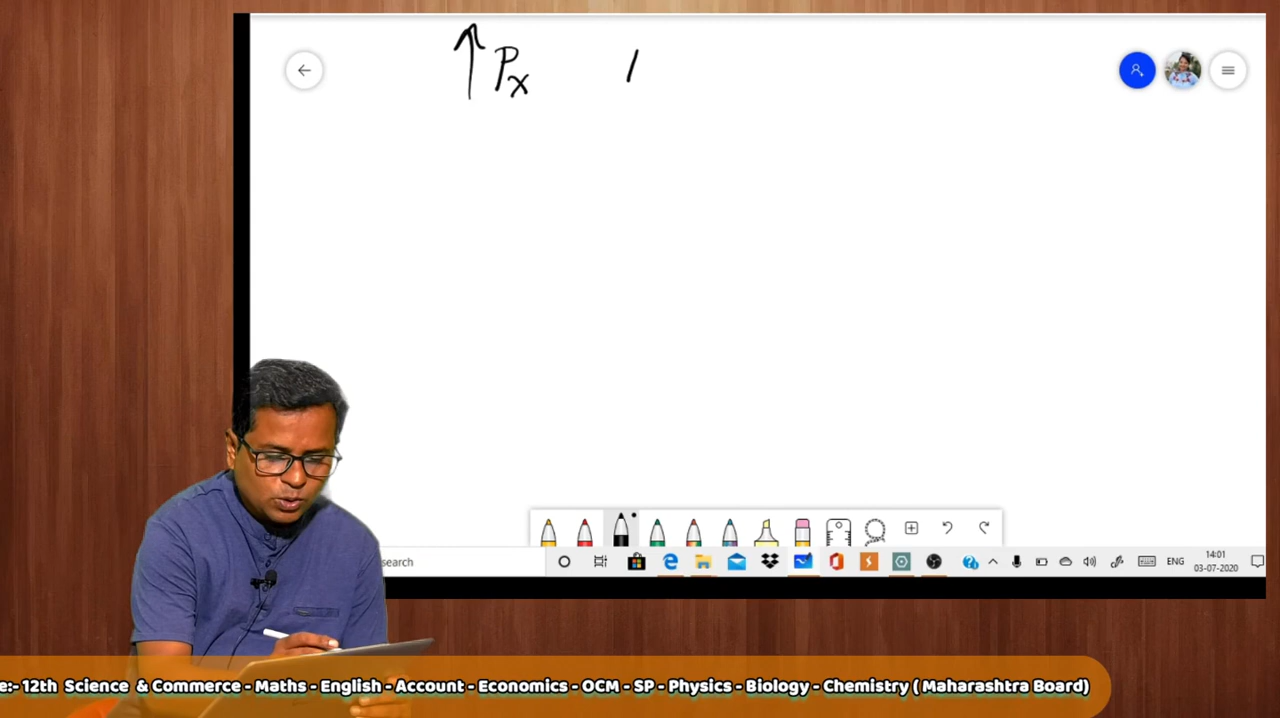 ↑ Px /
search
ENG
14:01
03-07-2020
e:- 12th Science & Commerce - Maths - English - Account - Economics - OCM - SP - Physics - Biology - Chemistry ( Maharashtra Board)